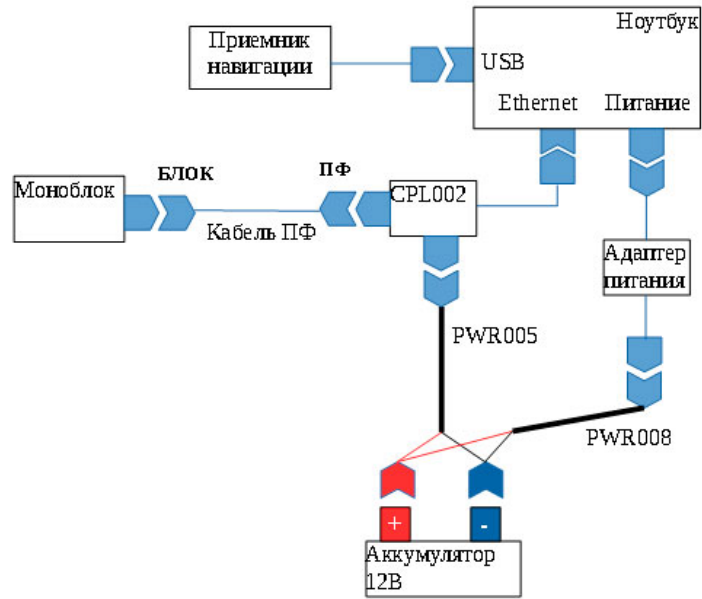 Ноутбук
Приемник
навигации
USB
Ethernet
Питание
БЛОК
ПФ
Моноблок
CPL002
Кабель ПФ
Адаптер
питания
PWR005
PWR008
+
-
Аккумулятор
12В